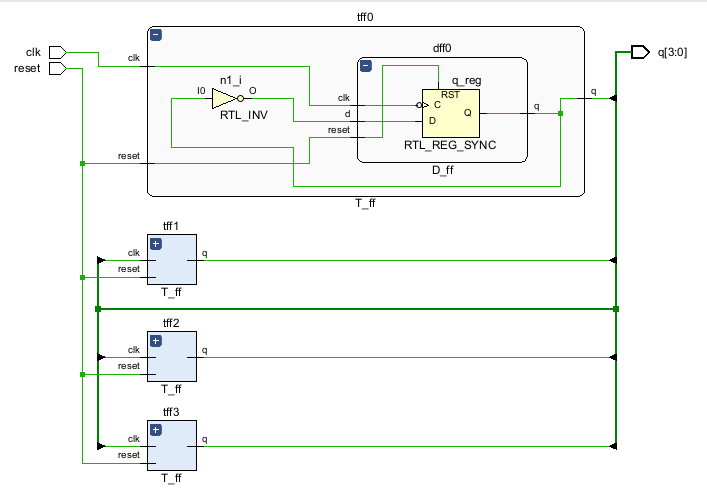 tff0
clk
reset
clk
n1_i
I0
O
RTL_INV
dff0
q_reg
RST
clk
C
d
D
Q
q
reset
RTL_REG_SYNC
D_ff
reset
T_ff
q
q[3:0]
tff1
clk
reset
q
T_ff
tff2
clk
reset
q
T_ff
tff3
clk
reset
q
T_ff